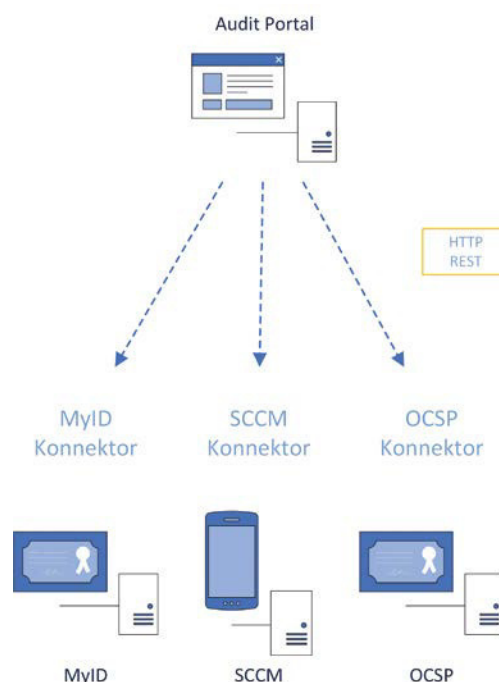 Audit Portal
HTTP
REST
MyID
Konnektor
SCCM
Konnektor
OCSP
Konnektor
MyID
SCCM
OCSP